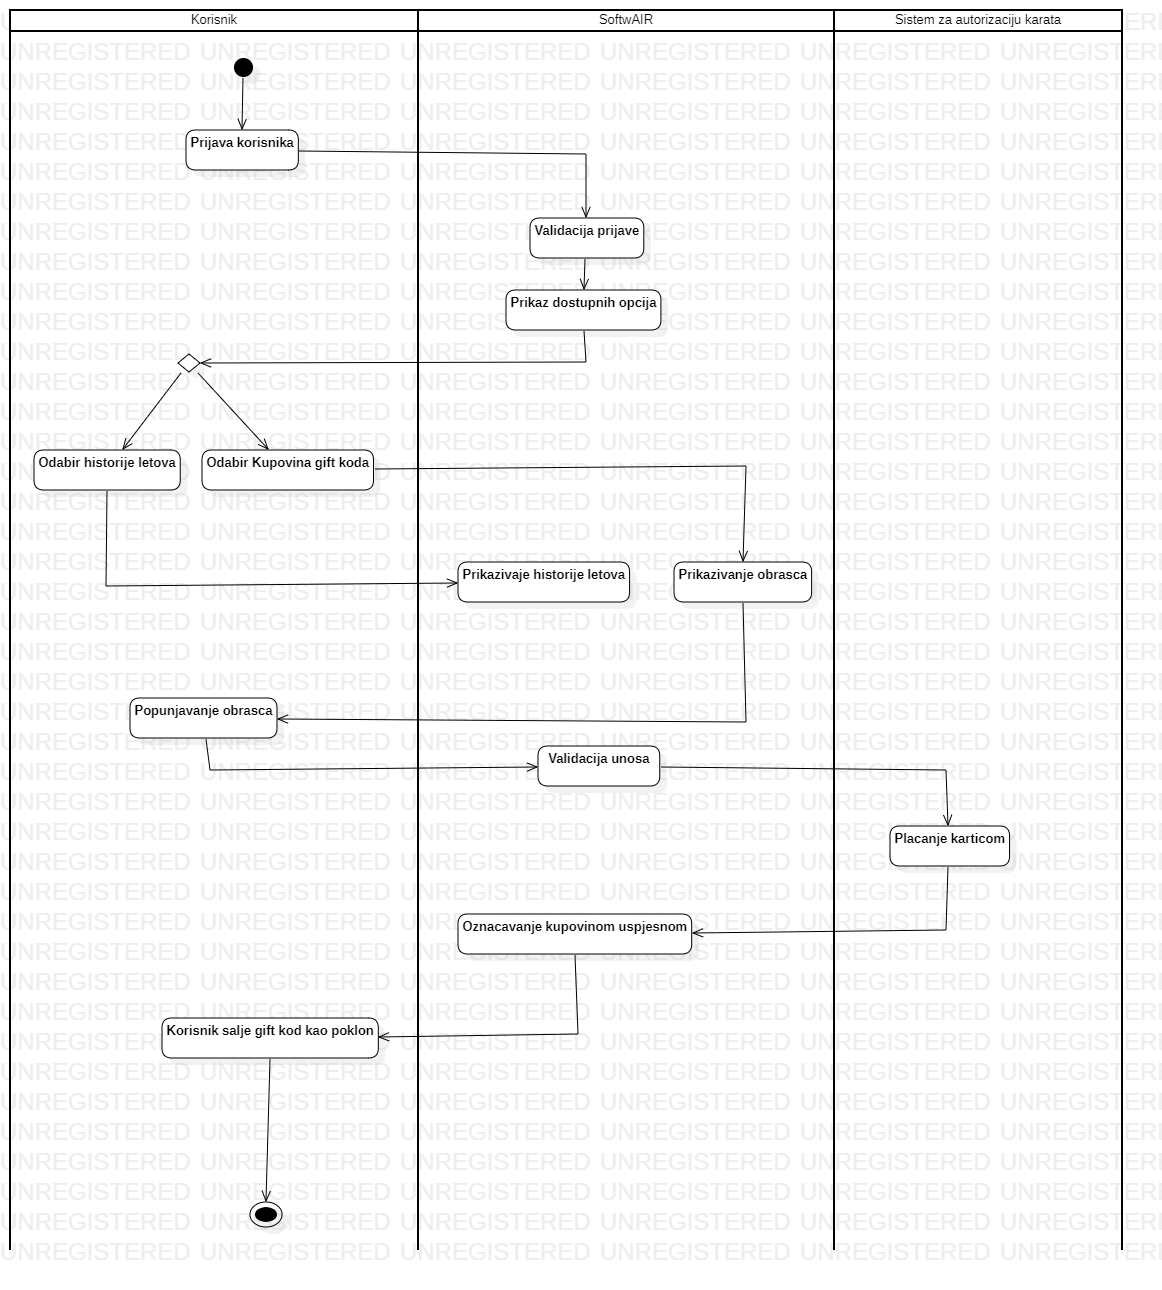 Korisnik
SoftwAIR
Sistem za autorizaciju karata
Prijava korisnika
Validacija prijave
Prikaz dostupnih opcija
Odabir historije letova
Odabir Kupovina gift koda
Prikazivaje historije letova
Prikazivanje obrasca
Popunjavanje obrasca
Validacija unosa
Placanje karticom
Oznacavanje kupovinom uspjesnom
Korisnik salje gift kod kao poklon
UNREGISTERED